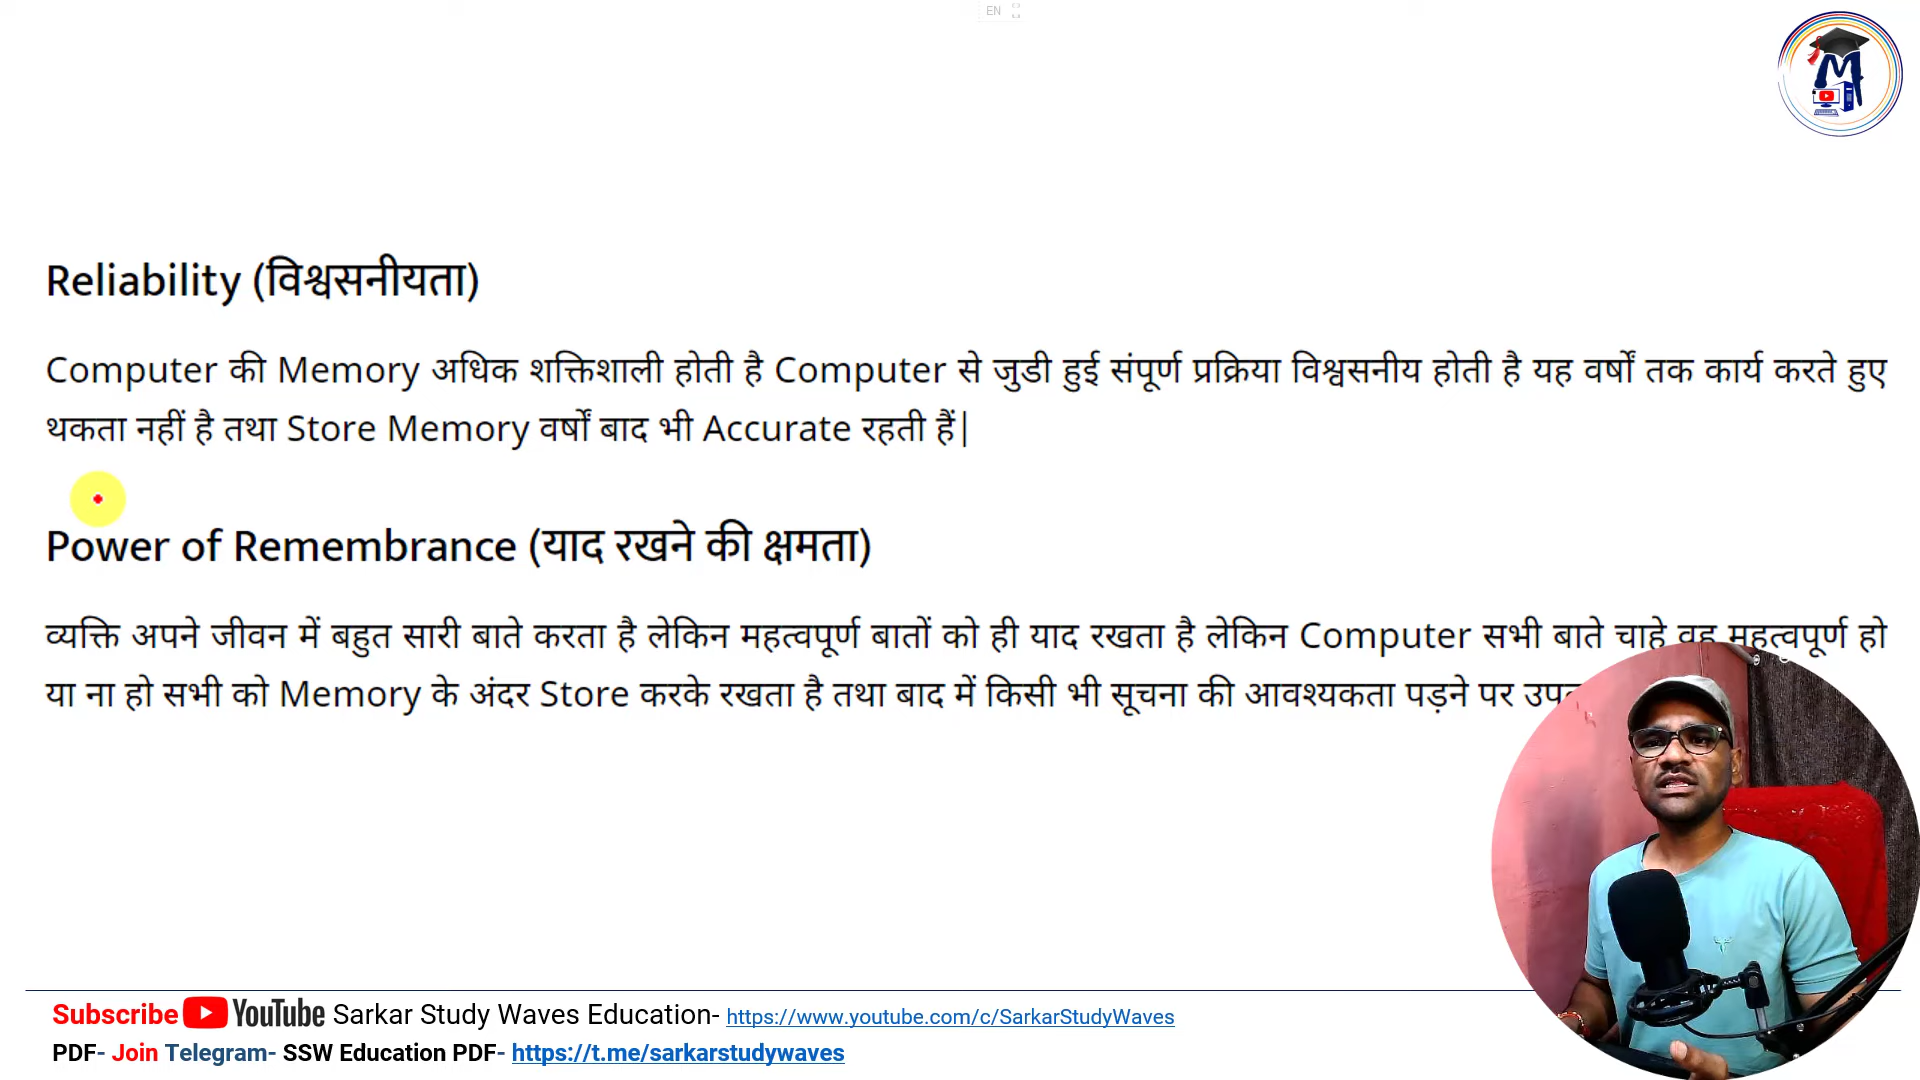 EN
Reliability (विश्वसनीयता)
Computer की Memory अधिक शक्तिशाली होती है Computer से जुडी हुई संपूर्ण प्रक्रिया विश्वसनीय होती है यह वर्षों तक कार्य करते हुए
थकता नहीं है तथा Store Memory वर्षों बाद भी Accurate रहती हैं|
Power of Remembrance (याद रखने की क्षमता)
व्यक्ति अपने जीवन में बहुत सारी बाते करता है लेकिन महत्वपूर्ण बातों को ही याद रखता है लेकिन Computer सभी बाते चाहे वह महत्वपूर्ण हो
या ना हो सभी को Memory के अंदर Store करके रखता है तथा बाद में किसी भी सूचना की आवश्यकता पड़ने पर
Subscribe YouTube Sarkar Study Waves Education- https://www.youtube.com/c/SarkarStudyWaves
PDF- Join Telegram- SSW Education PDF- https://t.me/sarkarstudywaves